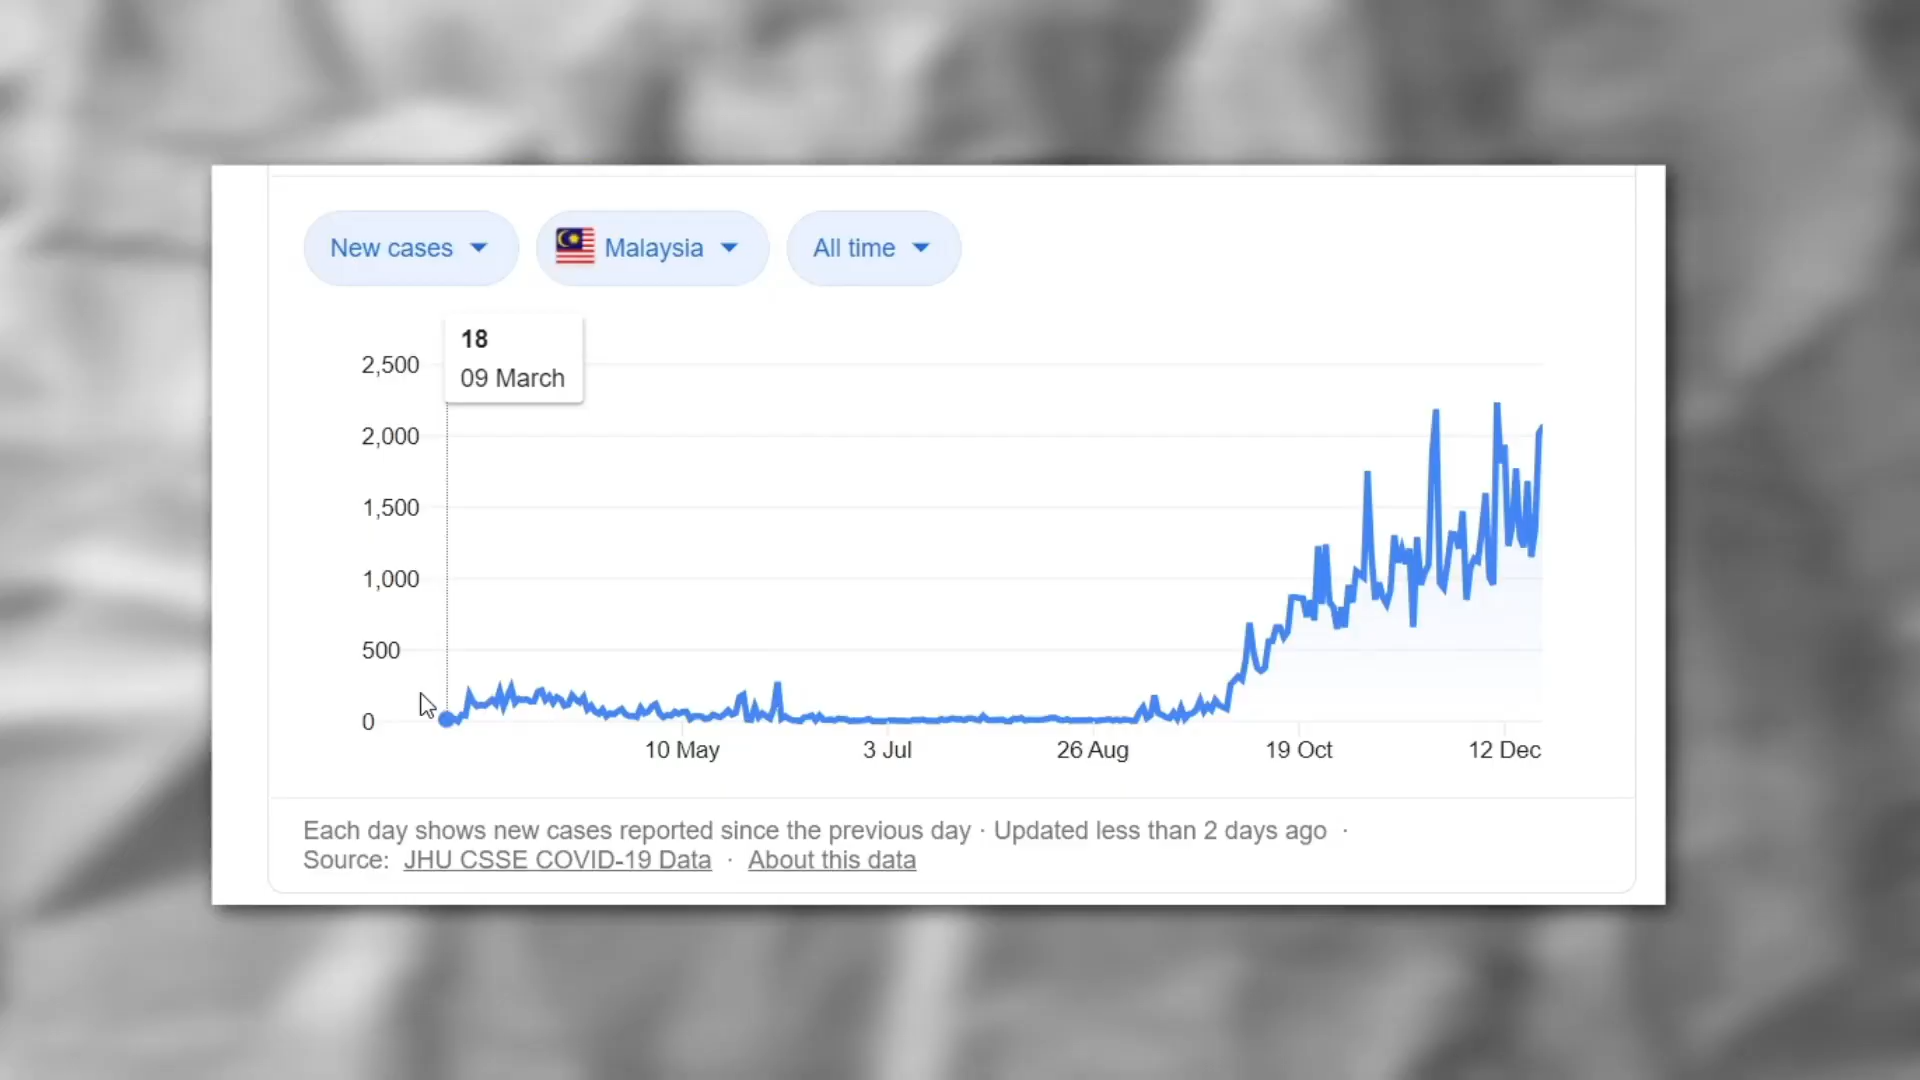 New cases
Malaysia
All time
18
09 March
2,500
2,000
1,500
1,000
500
0
10 May
3 Jul
26 Aug
19 Oct
12 Dec
Each day shows new cases reported since the previous day · Updated less than 2 days ago ·
Source: JHU CSSE COVID-19 Data · About this data